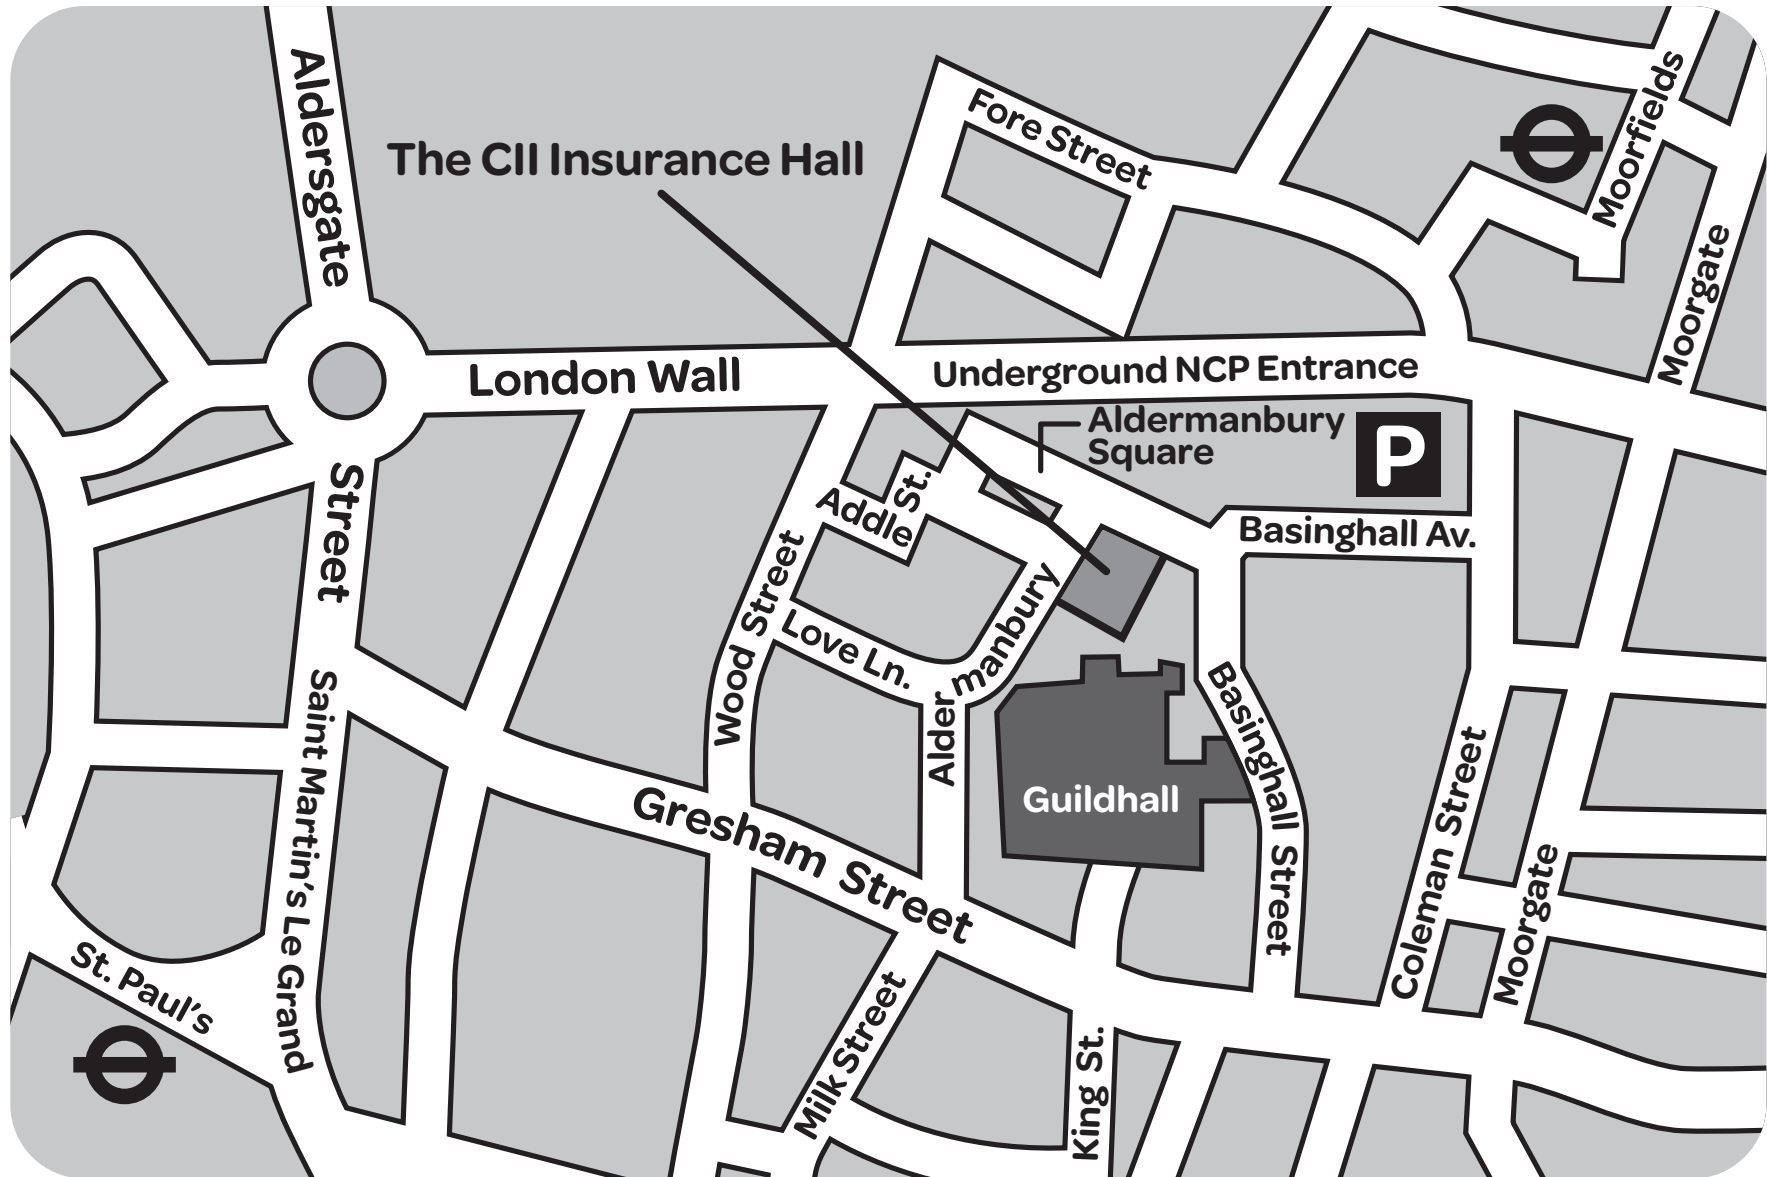 Aldersgate
Street
The CII Insurance Hall
Fore Street
Moorfields
Moorgate
London Wall
Underground NCP Entrance
Aldermanbury
Square
P
Addle
St.
Basinghall Av.
Wood Street
Love Ln.
Alder
manbury
Saint Martin's Le Grand
Basinghall Street
Guildhall
Gresham Street
Coleman Street
Moorgate
St. Paul's
Milk Street
King St.